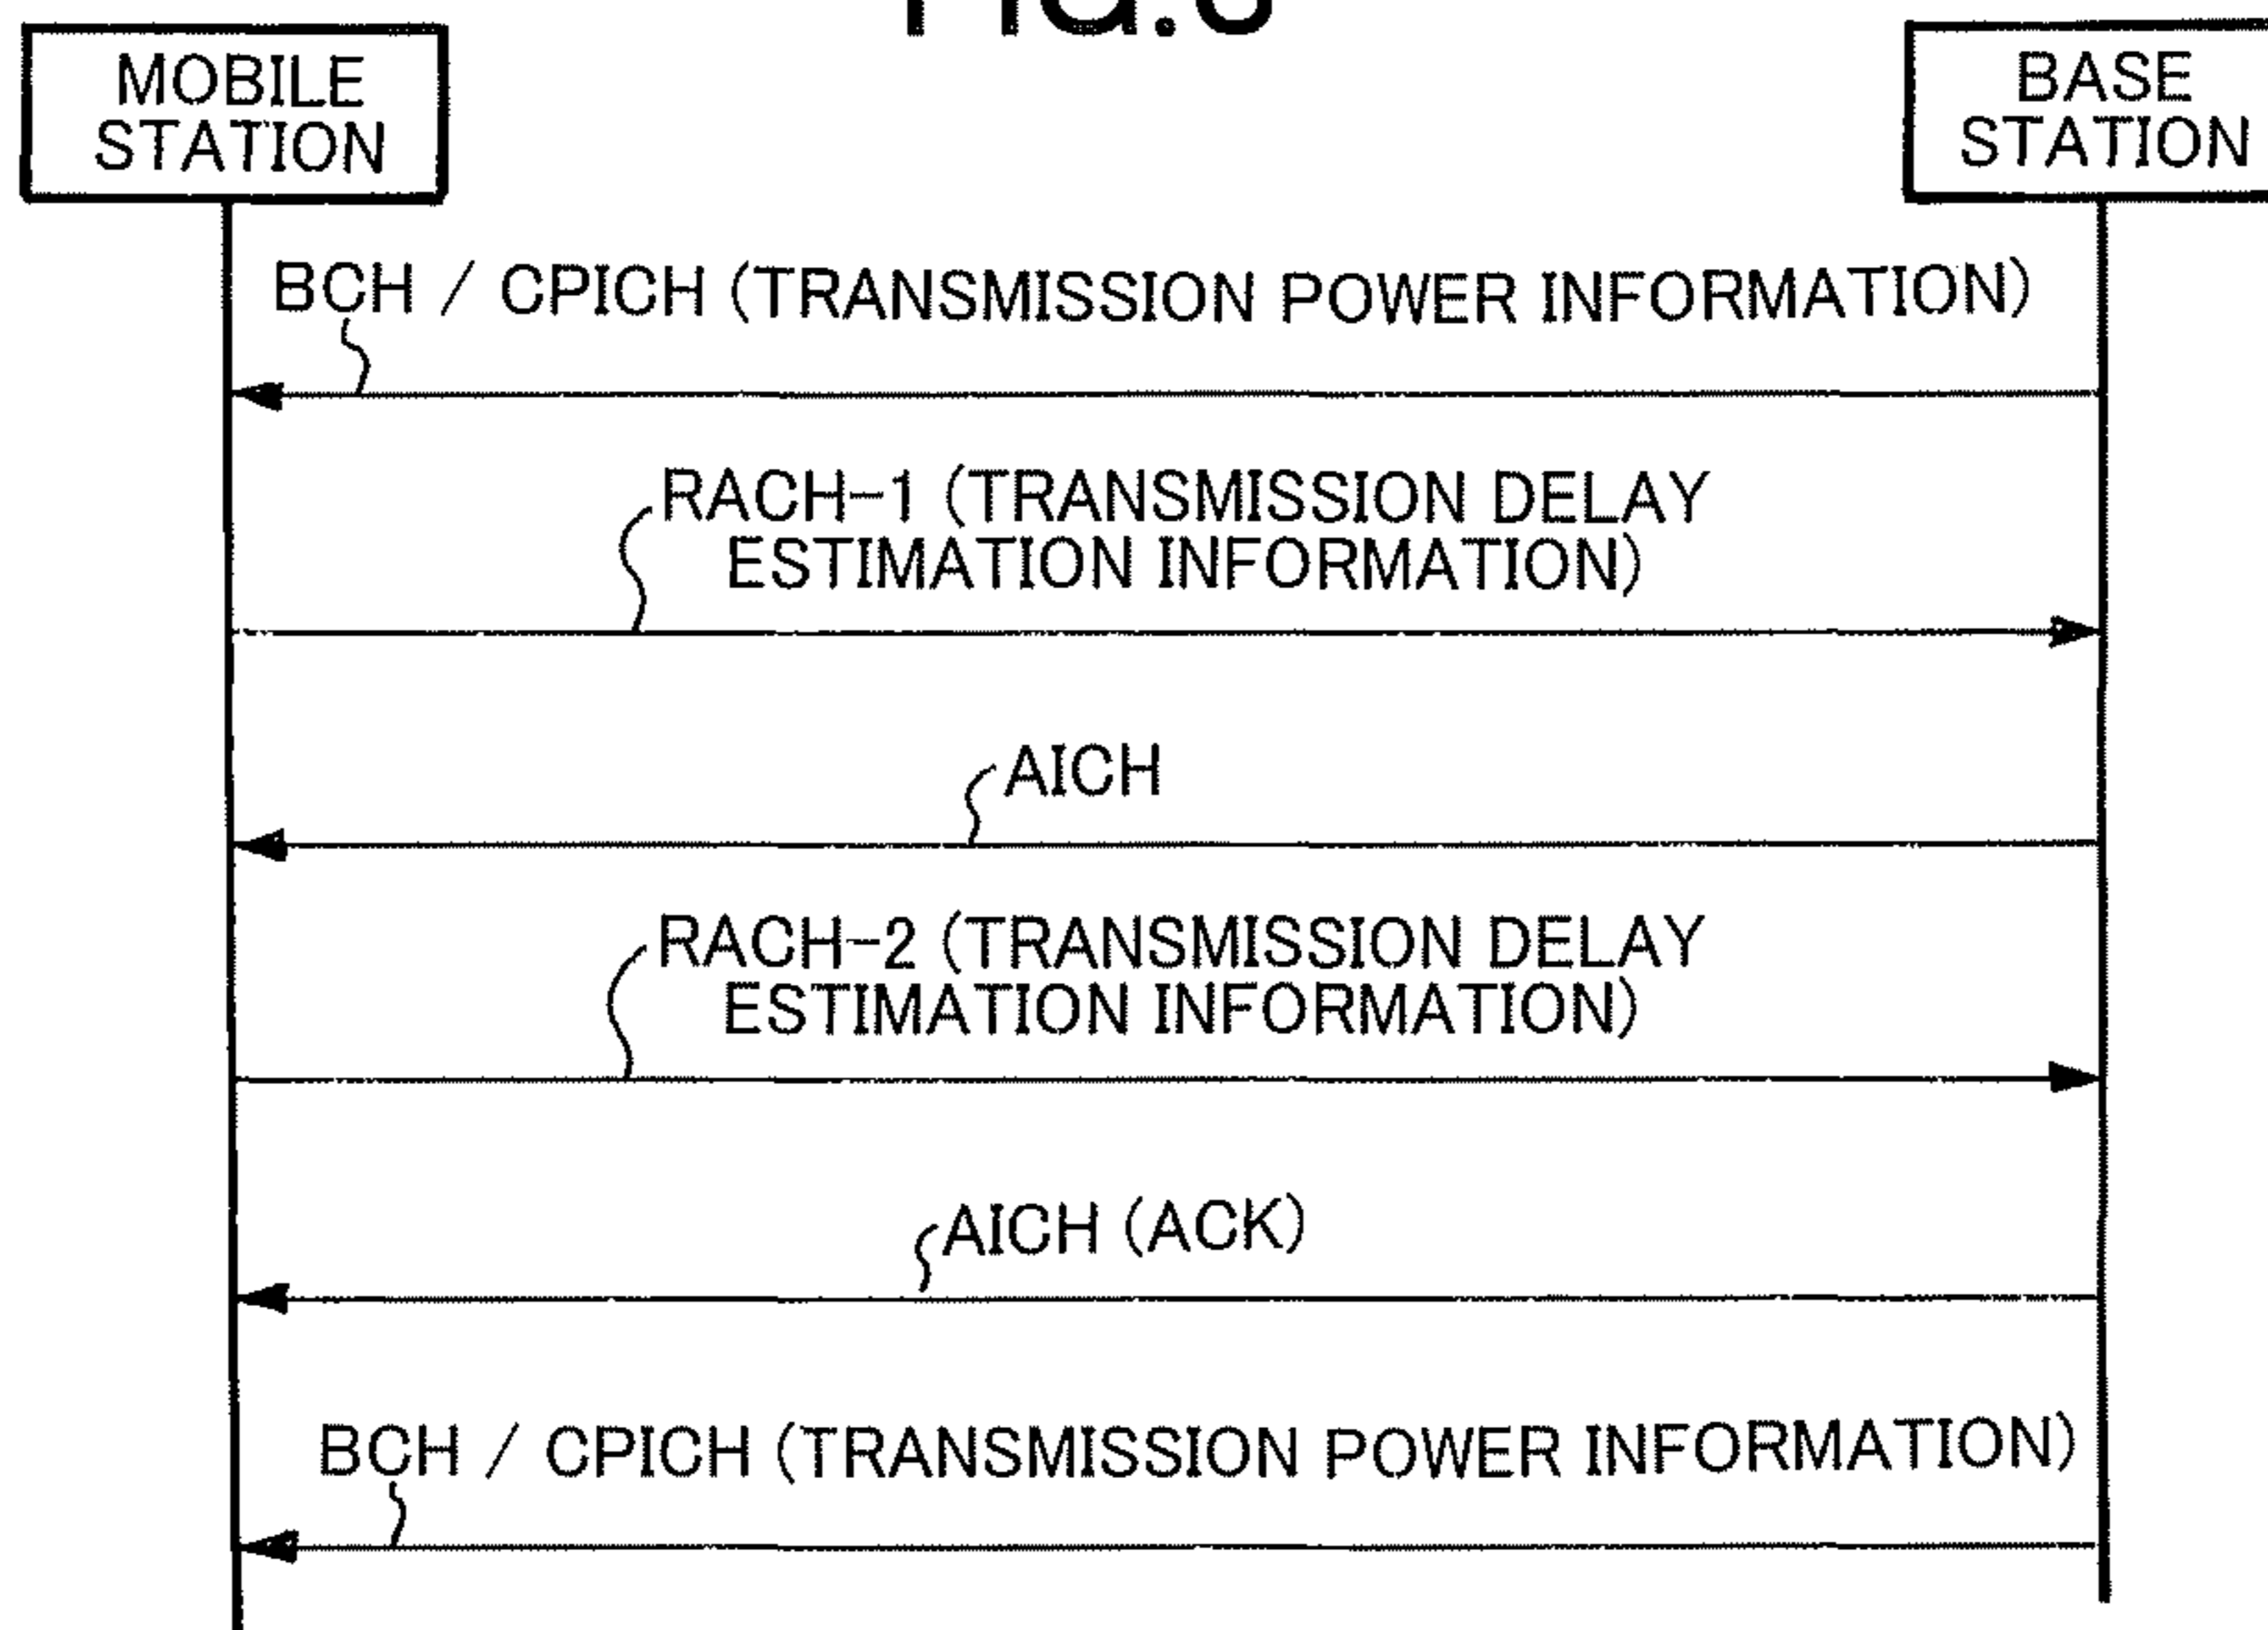 MOBILE
STATION
BASE
STATION
BCH / CPICH (TRANSMISSION POWER INFORMATION)
RACH-1 (TRANSMISSION DELAY
ESTIMATION INFORMATION)
AICH
RACH-2 (TRANSMISSION DELAY
ESTIMATION INFORMATION)
AICH (ACK)
BCH / CPICH (TRANSMISSION POWER INFORMATION)